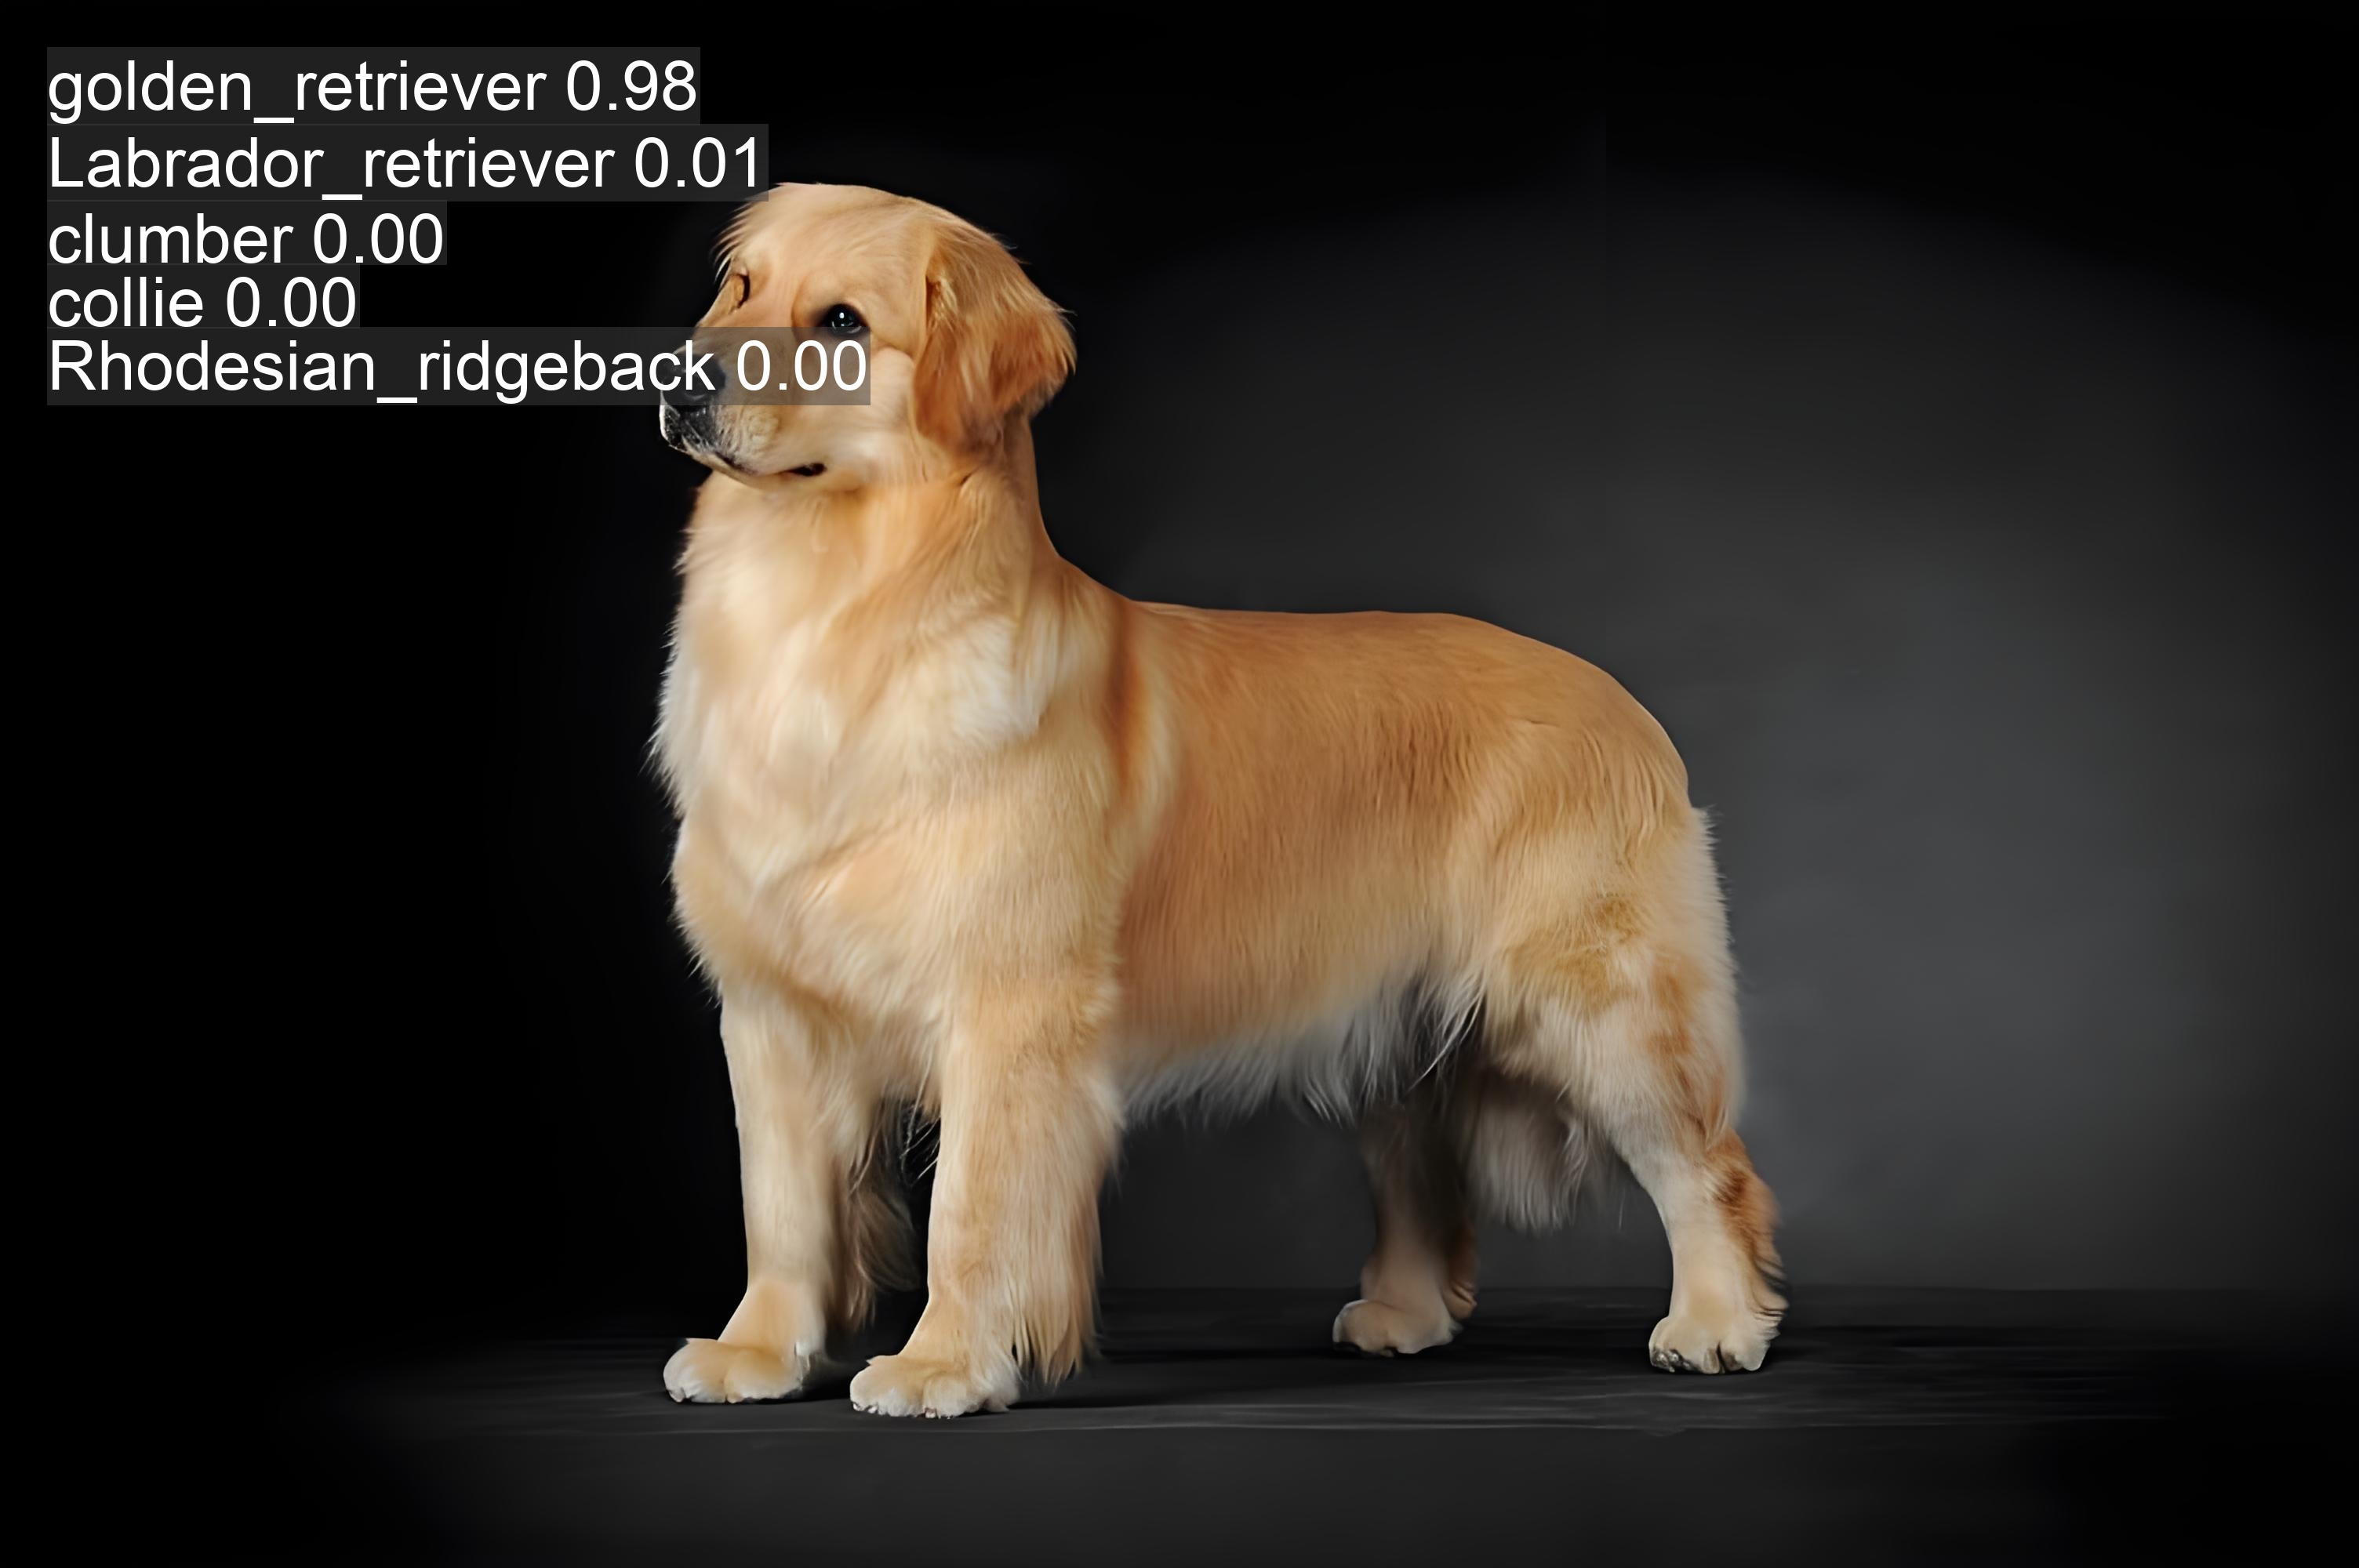 golden_retriever 0.98
Labrador_retriever 0.01
clumber 0.00
collie 0.00
Rhodesian_ridgeback 0.00